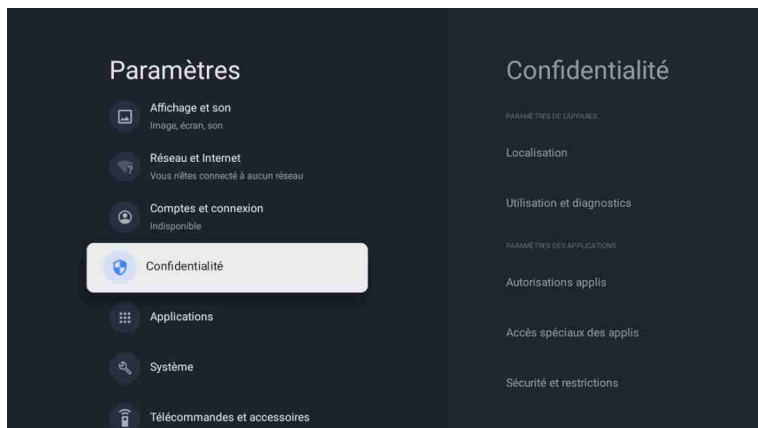 Paramètres
Affichage et son
Image, écran, son
Réseau et Internet
Vous n'êtes connecté à aucun réseau
Comptes et connexion
Indisponible
Confidentialité
Applications
Système
Télécommandes et accessoires
Confidentialité
PARAMÈTRES DE L'APPAREIL
Localisation
Utilisation et diagnostics
PARAMÈTRES DES APPLICATIONS
Autorisations applis
Accès spéciaux des applis
Sécurité et restrictions